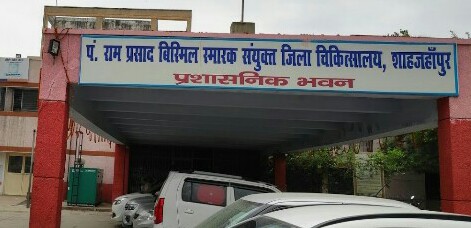 पं. राम प्रसाद बिस्मिल स्मारक संयुक्त जिला चिकित्सालय, शाहजहाँपुर
प्रशासनिक भवन